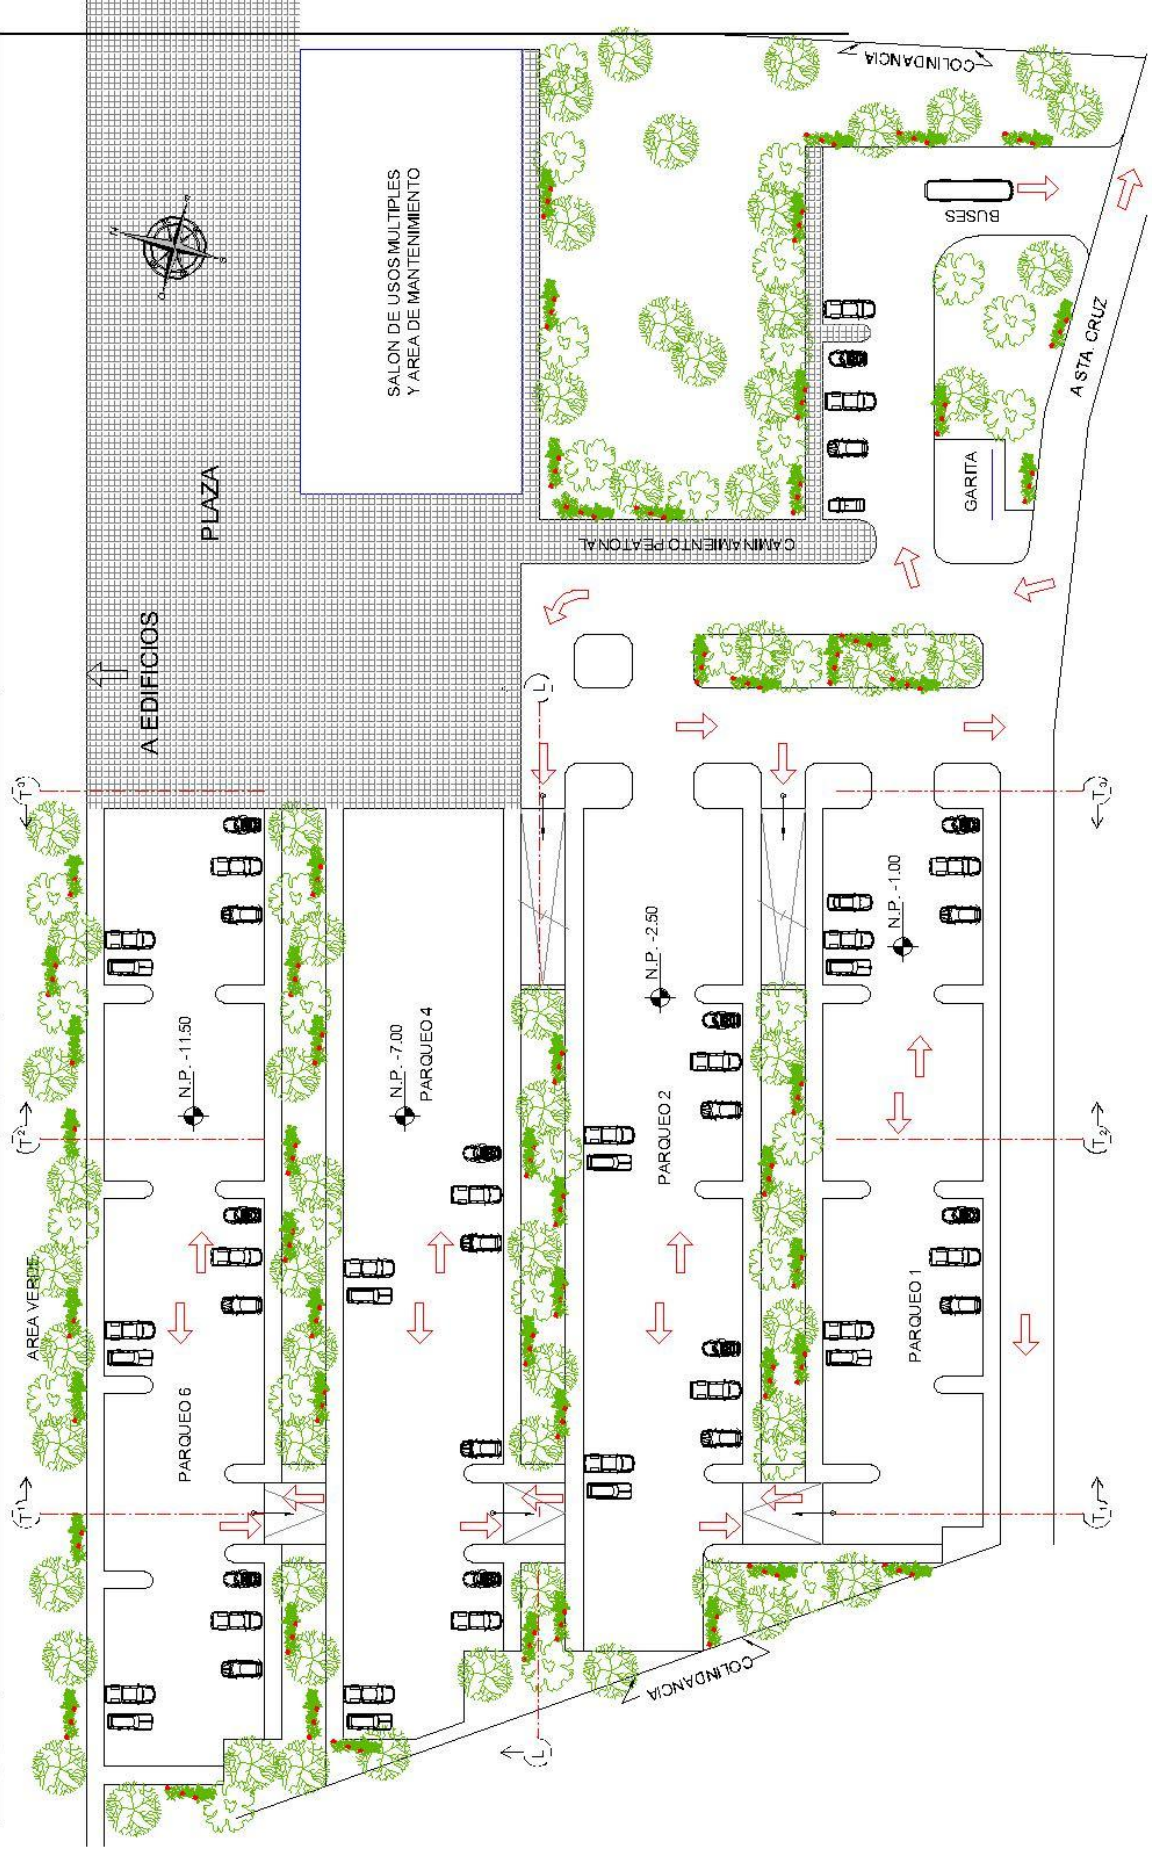 COLINDANCIA
SALON DE USOS MULTIPLES
Y AREA DE MANTENIMIENTO
BUSES
N
O
A STA. CRUZ
PLAZA
GARITA
CAMINAMIENTO PEATONAL
A EDIFICIOS
L
T3
T3
N.P. -1.00
N.P. -2.50
N.P. -7.00
PARQUEO 4
N.P. -11.50
T2
T2
PARQUEO 2
AREA VERDE
PARQUEO 1
PARQUEO 6
T1
T1
COLINDANCIA
L